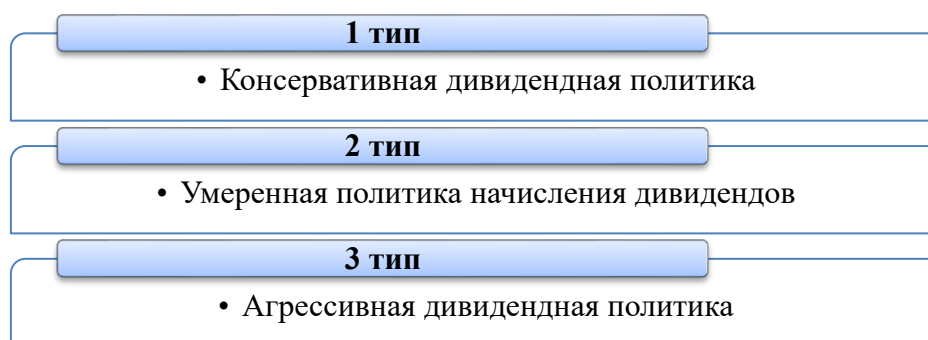 1 тип
• Консервативная дивидендная политика
2 тип
• Умеренная политика начисления дивидендов
3 тип
• Агрессивная дивидендная политика